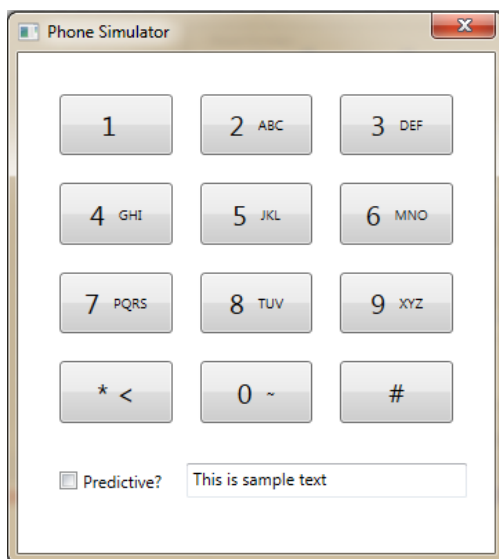 Phone Simulator
1 2 ABC 3 DEF
4 GHI 5 JKL 6 MNO
7 PQRS 8 TUV 9 XYZ
* < 0 ~ #
Predictive? This is sample text